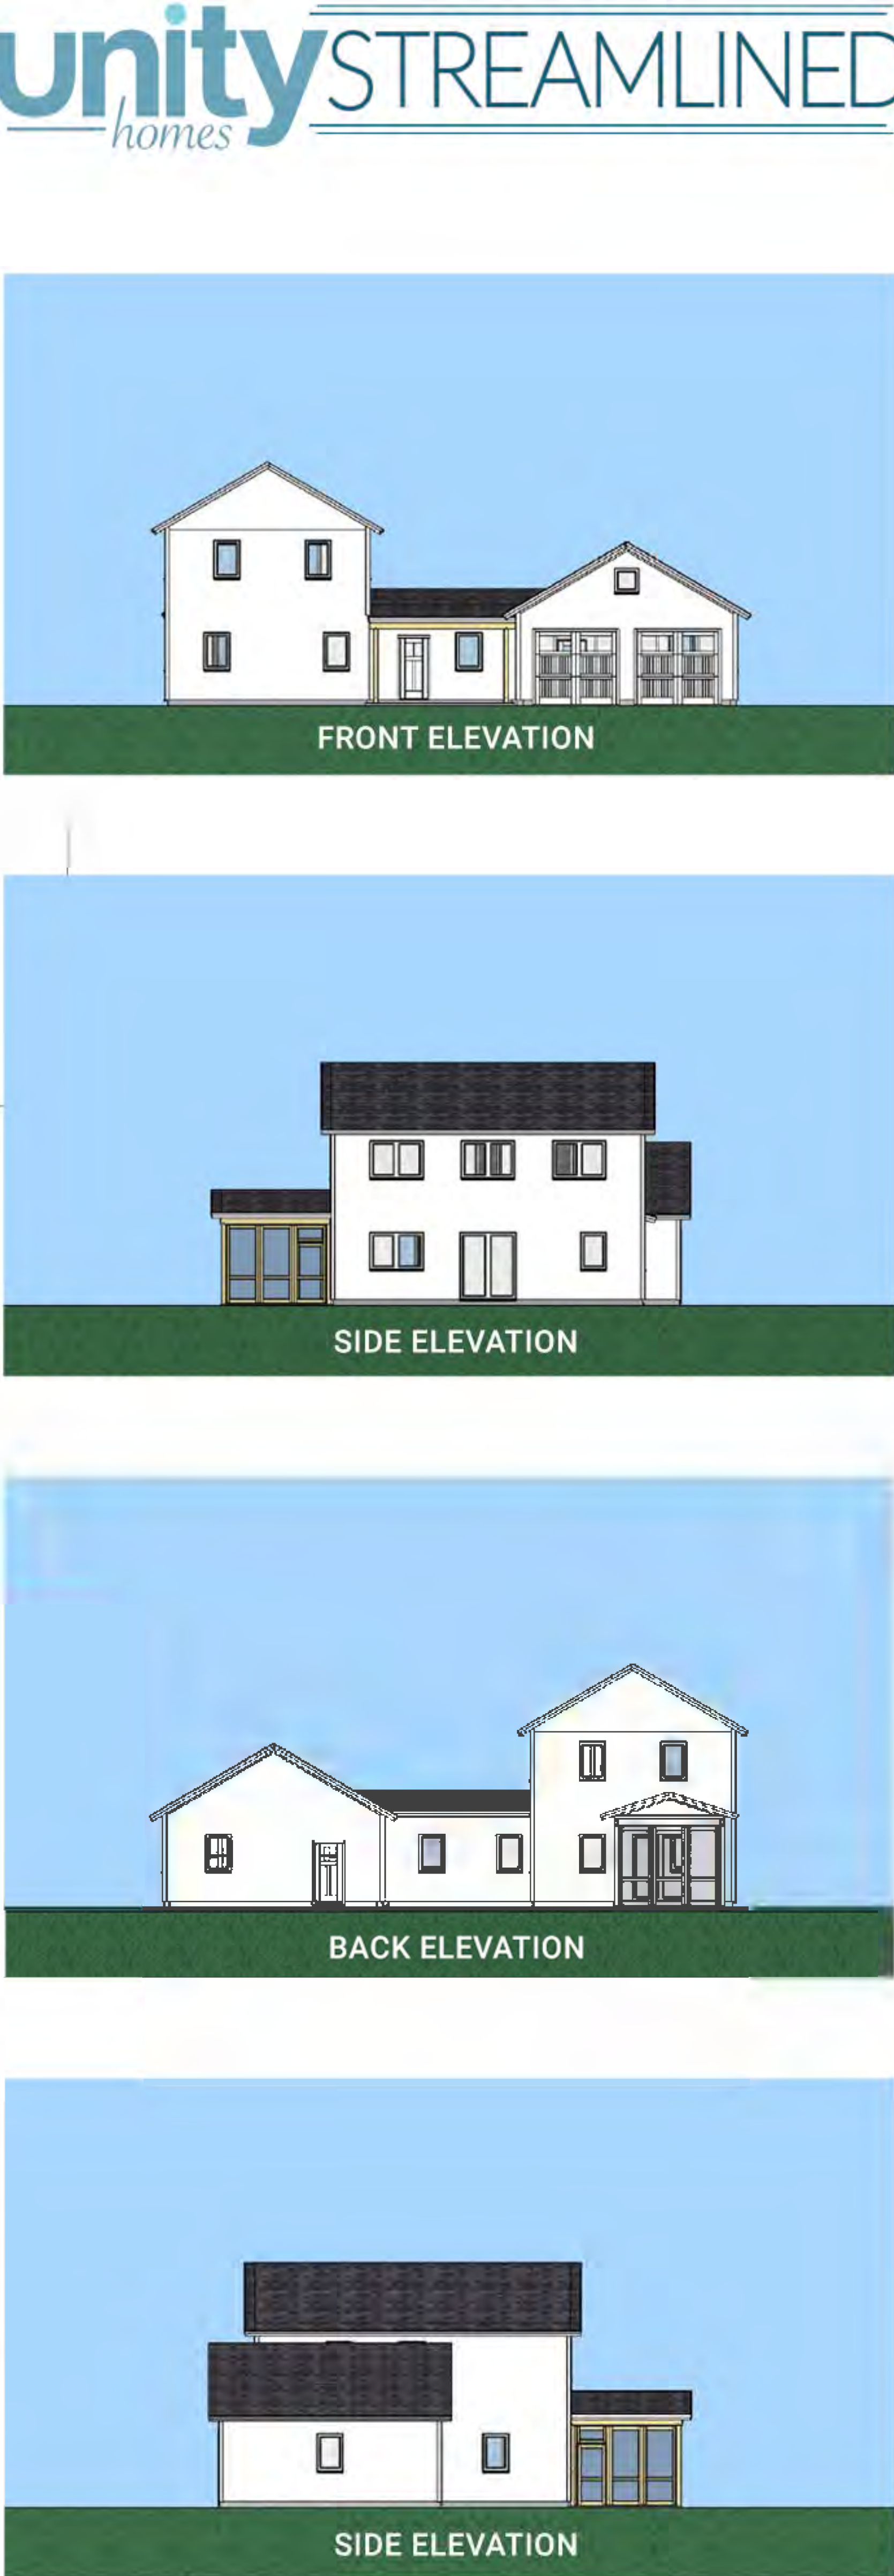 unity STREAMLINED
homes
FRONT ELEVATION
SIDE ELEVATION
BACK ELEVATION
SIDE ELEVATION